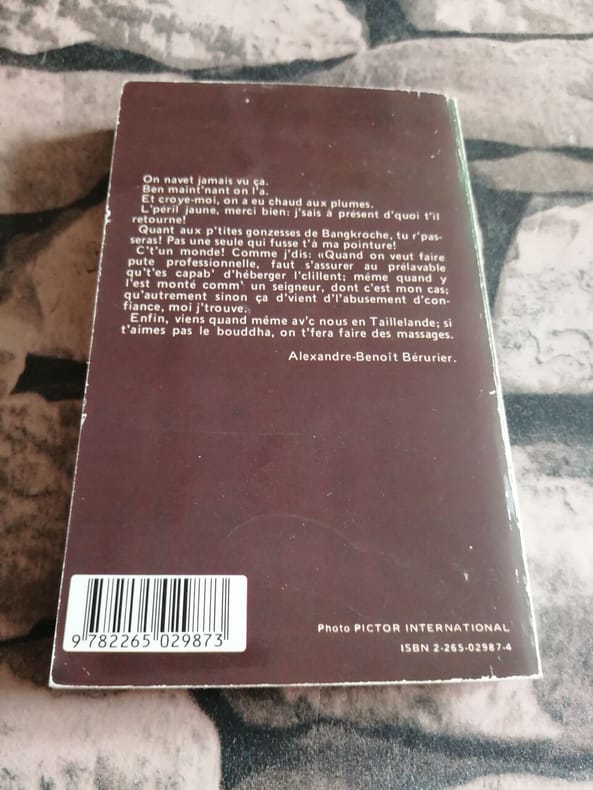 On navet jamais vu ça.
Ben maint'nant on l'a.
Et croye-moi, on a eu chaud aux plumes.
L'péril jaune, merci bien: j'sais à présent d'quoi t'il
retourne!
Quant aux p'tites gonzesses de Bangkroche, tu r'pas-
seras! Pas une seule qui fusse t'à ma pointure!
C't'un monde! Comme j'dis: «Quand on veut faire
pute professionnelle, faut s'assurer au prélavable
qu't'es capab' d'héberger l'clillent; même quand y
l'est monté comm' un seigneur, dont c'est mon cas;
qu'autrement sinon ça d'vient d'l'abusement d'con-
fiance, moi j'trouve.
Enfin, viens quand même av'c nous en Taillelande; si
t'aimes pas le bouddha, on t'fera faire des massages.
Alexandre-Benoît Bérurier.
9 782265 029873
Photo PICTOR INTERNATIONAL
ISBN 2-265-02987-4